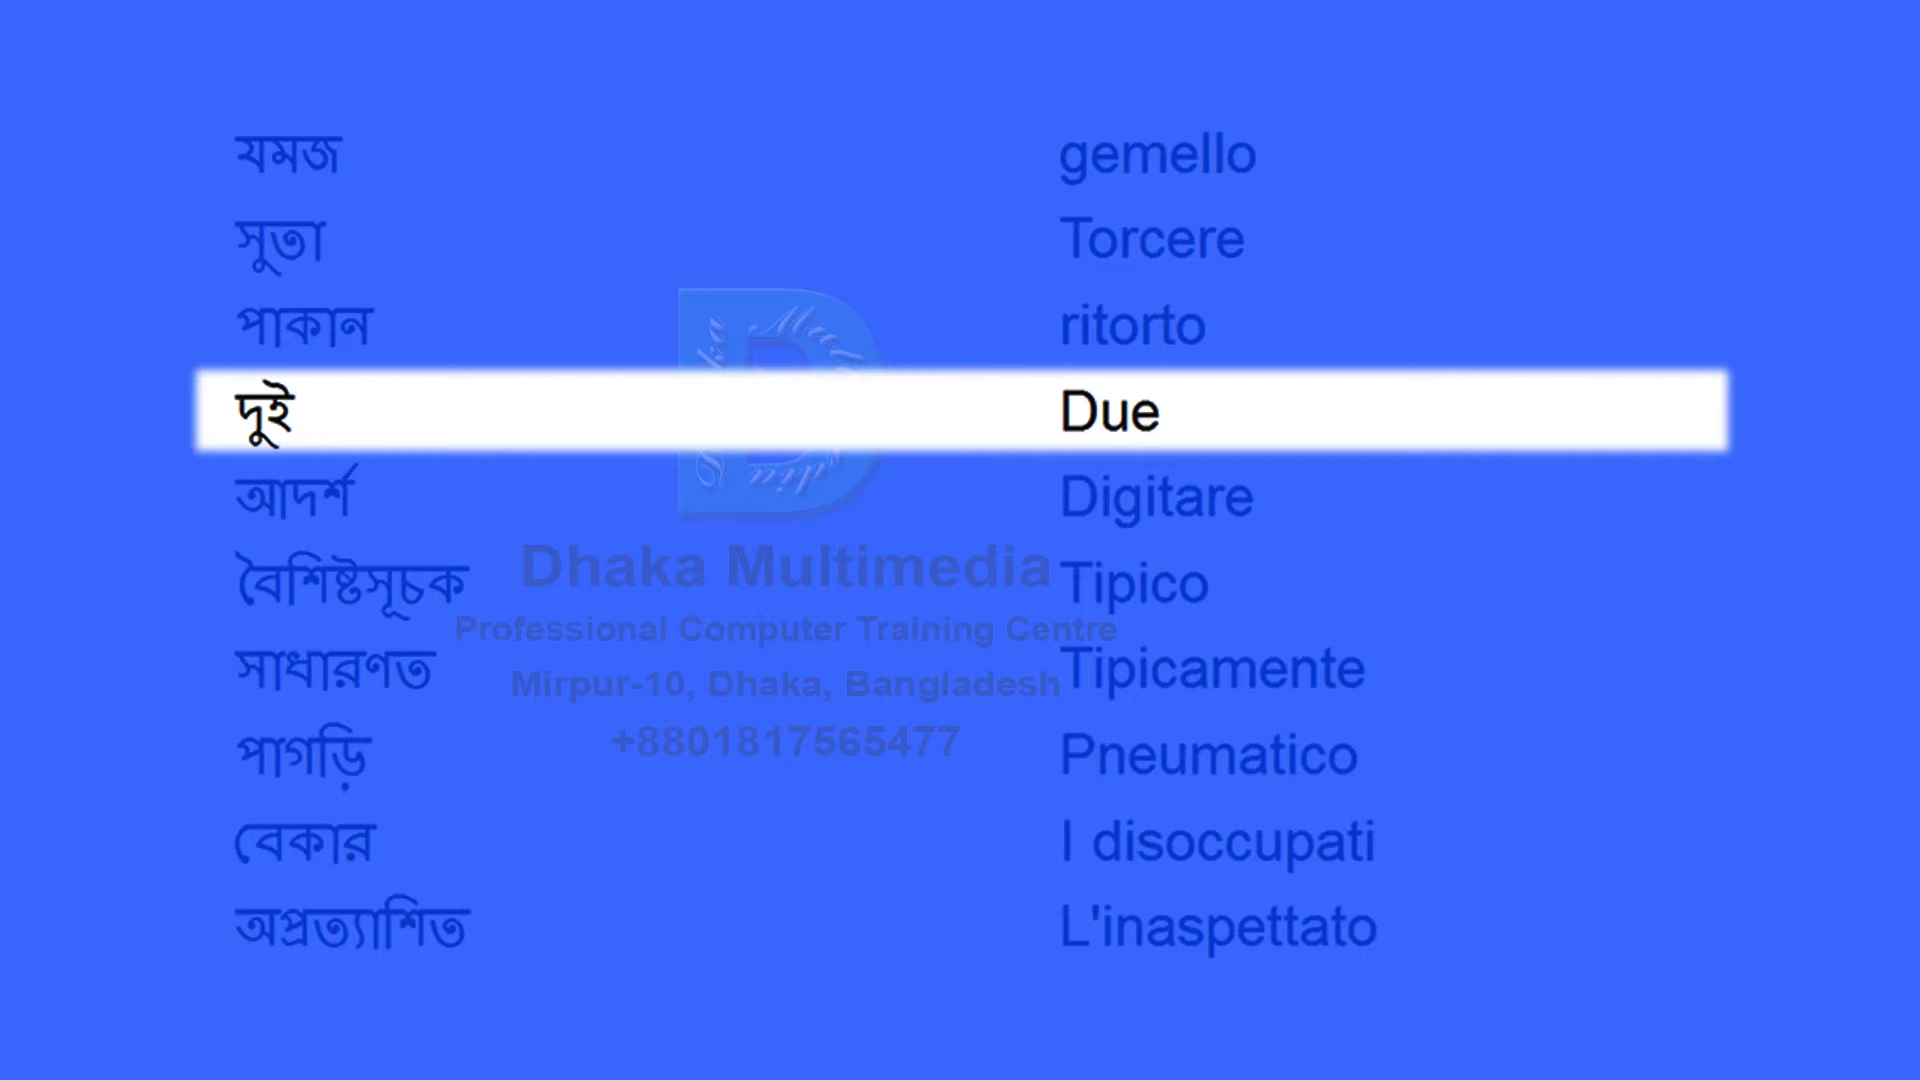 যমজ gemello
সুতা Torcere
পাকান ritorto
দুই Due
আদর্শ Digitare
বৈশিষ্টসূচক Tipico
সাধারণত Tipicamente
পাগড়ি Pneumatico
বেকার I disoccupati
অপ্রত্যাশিত L'inaspettato
Dhaka Multimedia
Professional Computer Training Centre
Mirpur-10, Dhaka, Bangladesh
+8801817565477